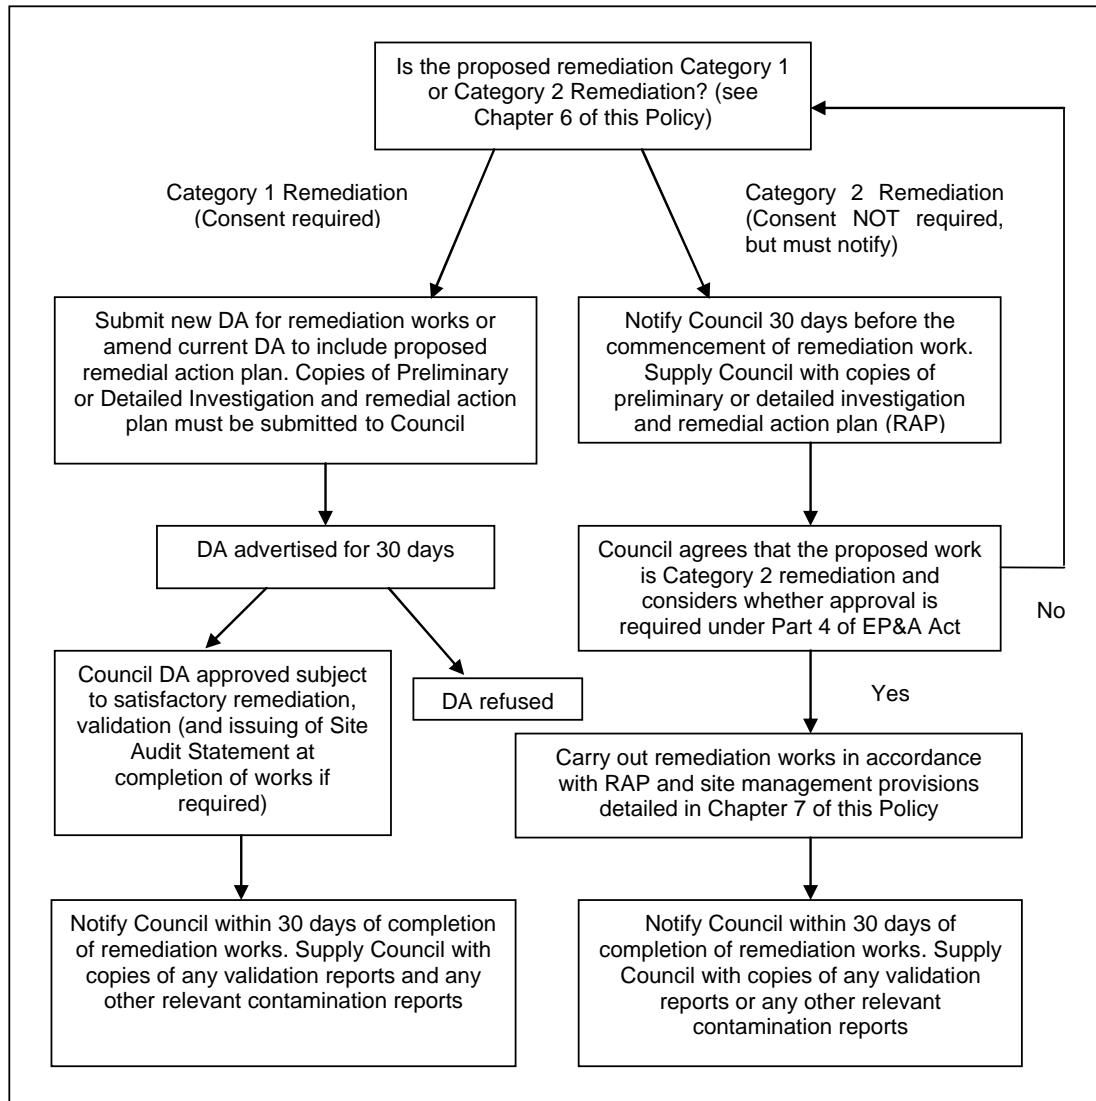 Is the proposed remediation Category 1
or Category 2 Remediation? (see
Chapter 6 of this Policy)
Category 1 Remediation
(Consent required)
Category 2 Remediation
(Consent NOT required,
but must notify)
Submit new DA for remediation works or
amend current DA to include proposed
remedial action plan. Copies of Preliminary
or Detailed Investigation and remedial action
plan must be submitted to Council
Notify Council 30 days before the
commencement of remediation work.
Supply Council with copies of
preliminary or detailed investigation
and remedial action plan (RAP)
DA advertised for 30 days
Council agrees that the proposed work
is Category 2 remediation and
considers whether approval is
required under Part 4 of EP&A Act
No
Council DA approved subject
to satisfactory remediation,
validation (and issuing of Site
Audit Statement at
completion of works if
required)
DA refused
Yes
Carry out remediation works in accordance
with RAP and site management provisions
detailed in Chapter 7 of this Policy
Notify Council within 30 days of completion
of remediation works. Supply Council with
copies of any validation reports and any
other relevant contamination reports
Notify Council within 30 days of
completion of remediation works. Supply
Council with copies of any validation
reports or any other relevant
contamination reports